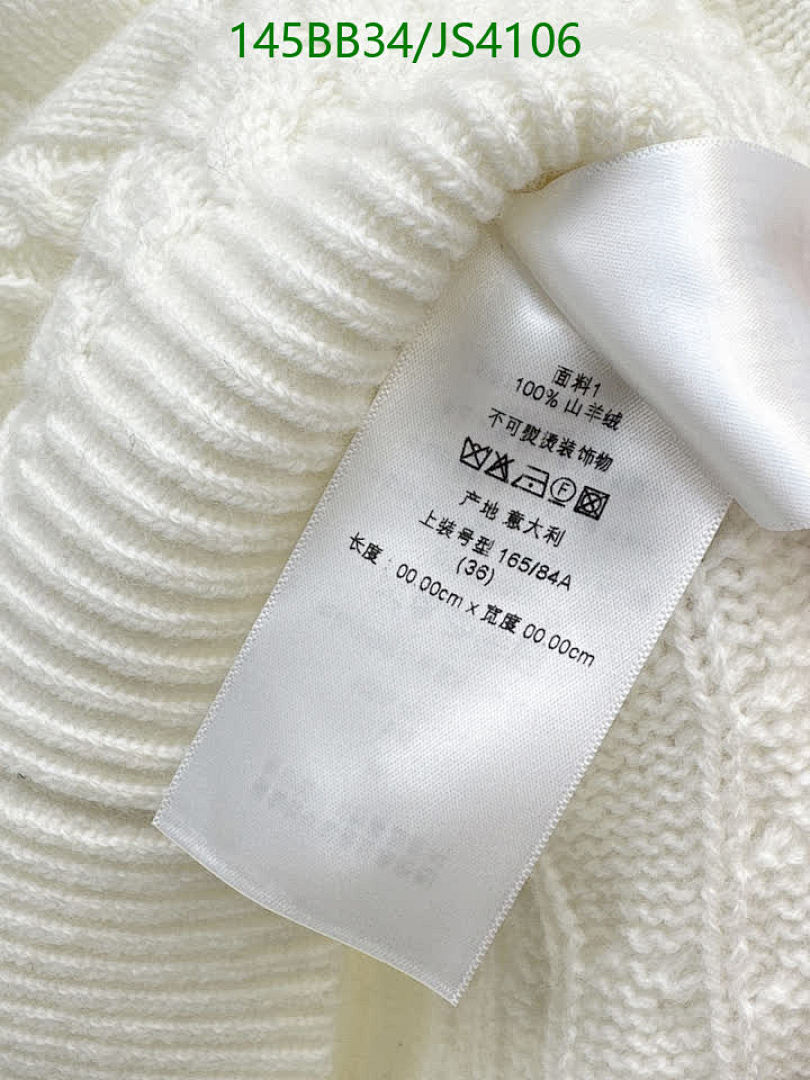 145BB34/JS4106
面料1
100% 山羊绒
不可熨烫装饰物
F
产地 意大利
上装号型 165/84A
(36)
长度：00.00cm x 宽度 00.00cm